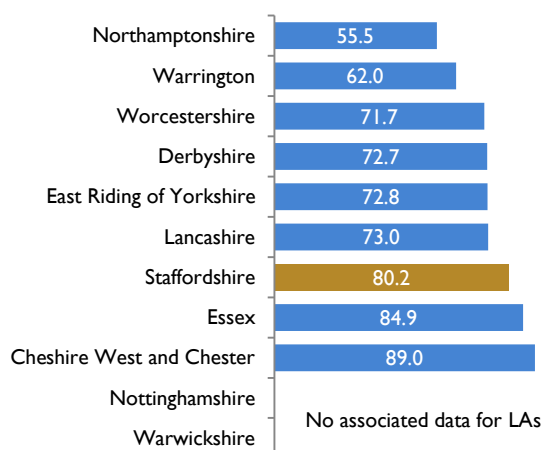 Northamptonshire 55.5
Warrington 62.0
Worcestershire 71.7
Derbyshire 72.7
East Riding of Yorkshire 72.8
Lancashire 73.0
Staffordshire 80.2
Essex 84.9
Cheshire West and Chester 89.0
Nottinghamshire
No associated data for LAs
Warwickshire